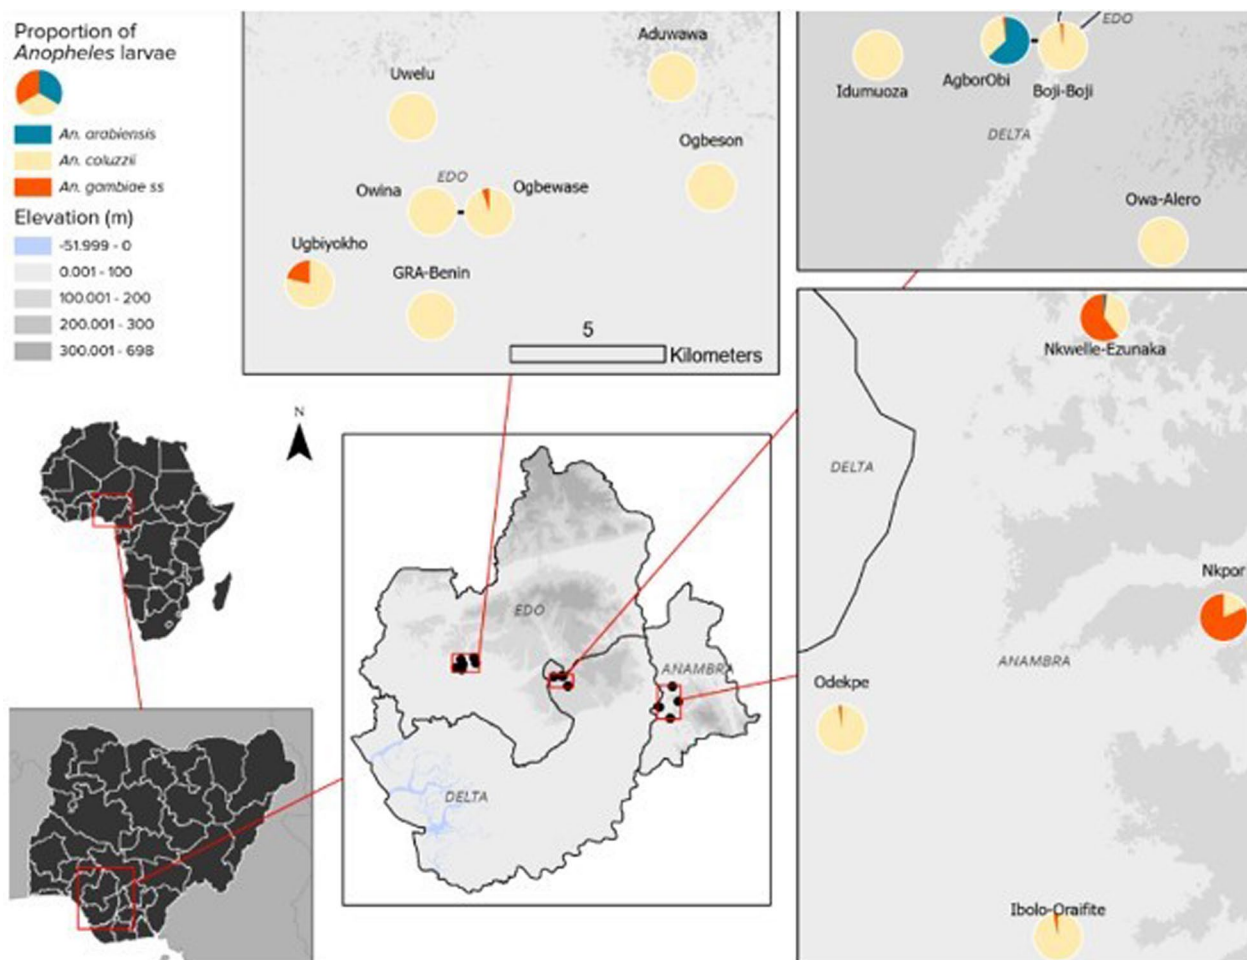 Proportion of
Anopheles larvae
An. arabiensis
An. coluzzii
An. gambiae ss
Elevation (m)
-51.999 - 0
0.001 - 100
100.001 - 200
200.001 - 300
300.001 - 698
Aduwawa
Uwelu
Ogbeson
EDO
Owina
Ogbewase
Ugbiyokho
GRA-Benin
5
Kilometers
EDO
Idumuoza
AgborObi
Boji-Boji
DELTA
Owa-Alero
Nkwelle-Ezunaka
DELTA
Nkpor
ANAMBRA
Odekpe
Ibolo-Oraifite
N
EDO
ANAMBRA
DELTA